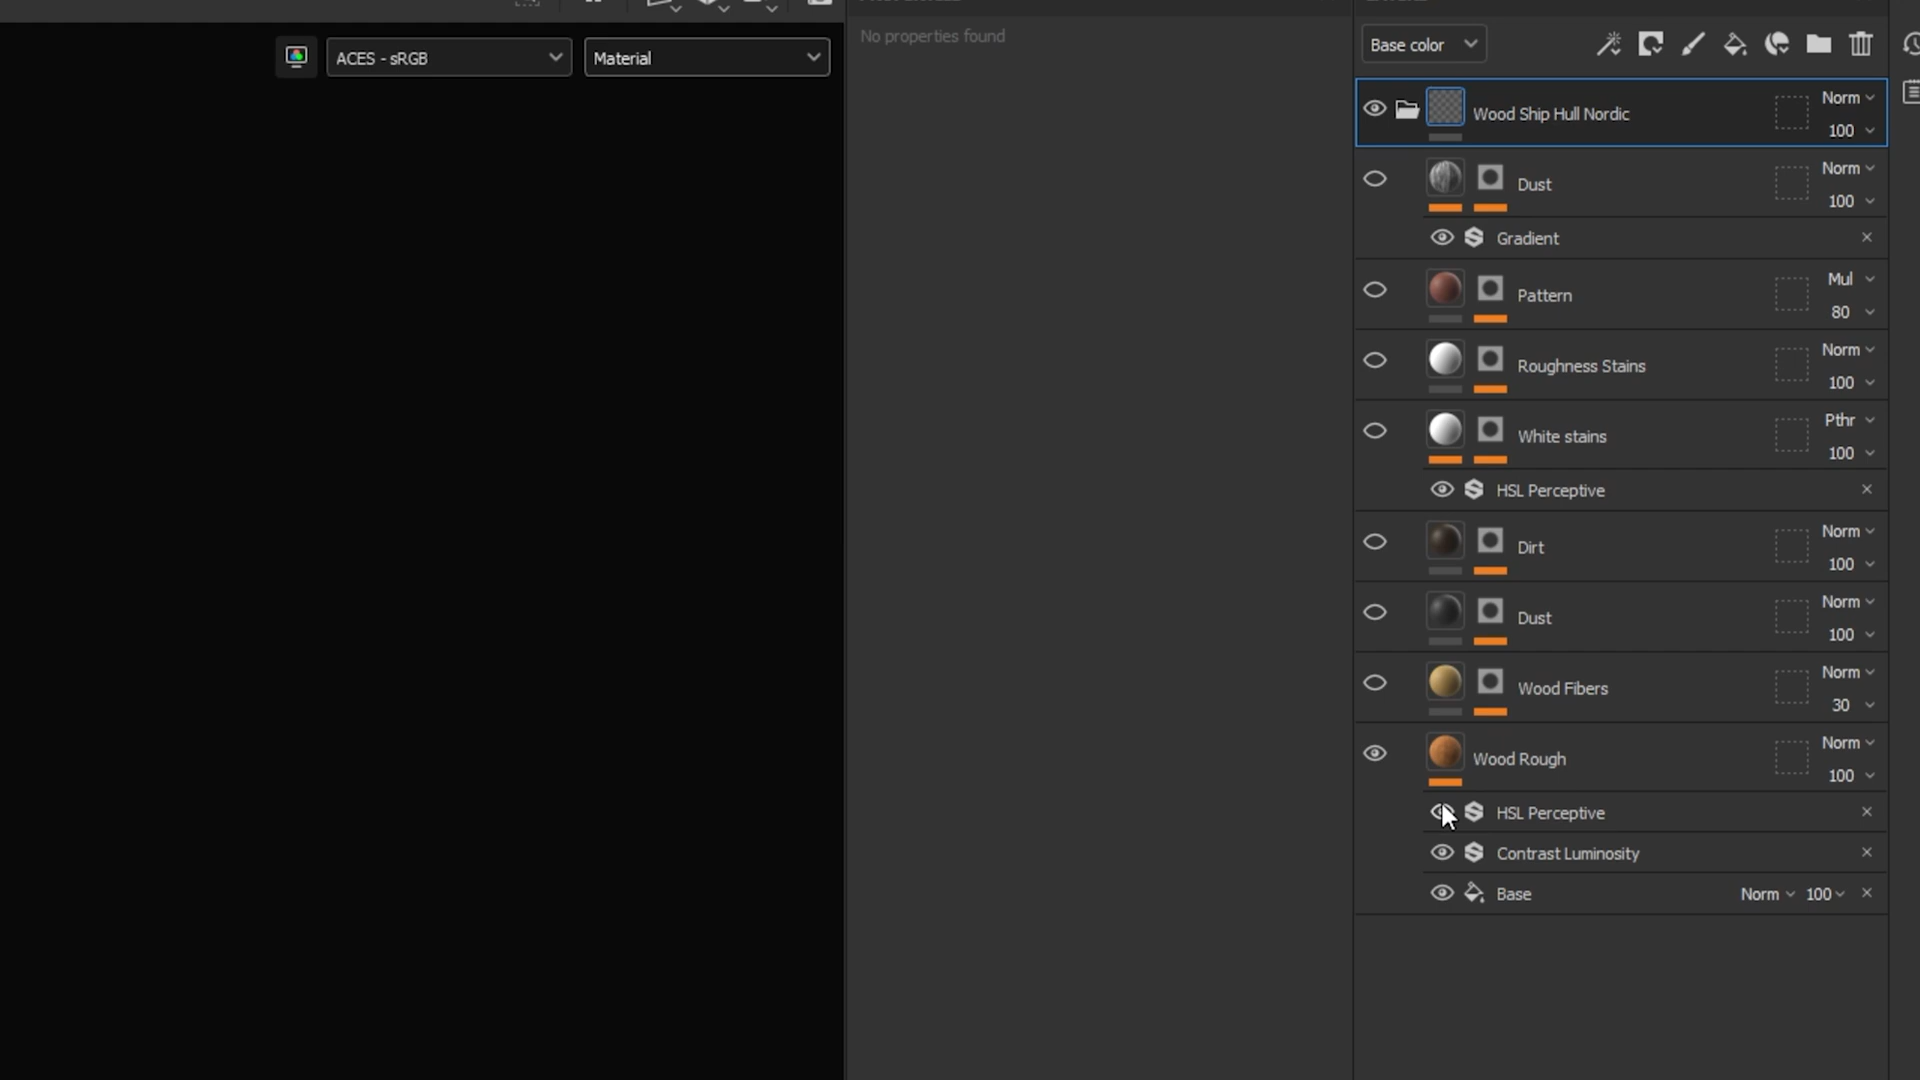 ACES - sRGB
Material
No properties found
Base color
Wood Ship Hull Nordic
Norm
100
Dust
Norm
100
Gradient
Pattern
Mul
80
Roughness Stains
Norm
100
White stains
Pthr
100
HSL Perceptive
Dirt
Norm
100
Dust
Norm
100
Wood Fibers
Norm
30
Wood Rough
Norm
100
HSL Perceptive
Contrast Luminosity
Base Norm 100